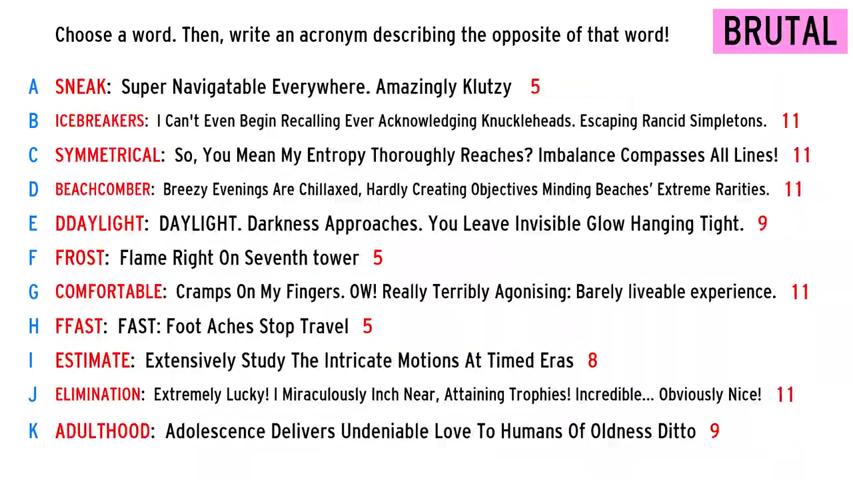 Choose a word. Then, write an acronym describing the opposite of that word!
BRUTAL
A SNEAK: Super Navigatable Everywhere. Amazingly Klutzy 5
B ICEBREAKERS: I Can't Even Begin Recalling Ever Acknowledging Knuckleheads. Escaping Rancid Simpletons. 11
C SYMMETRICAL: So, You Mean My Entropy Thoroughly Reaches? Imbalance Compasses All Lines! 11
D BEACHCOMBER: Breezy Evenings Are Chillaxed, Hardly Creating Objectives Minding Beaches' Extreme Rarities. 11
E DDAYLIGHT: DAYLIGHT. Darkness Approaches. You Leave Invisible Glow Hanging Tight. 9
F FROST: Flame Right On Seventh tower 5
G COMFORTABLE: Cramps On My Fingers. OW! Really Terribly Agonising: Barely liveable experience. 11
H FFAST: FAST: Foot Aches Stop Travel 5
I ESTIMATE: Extensively Study The Intricate Motions At Timed Eras 8
J ELIMINATION: Extremely Lucky! I Miraculously Inch Near, Attaining Trophies! Incredible... Obviously Nice! 11
K ADULTHOOD: Adolescence Delivers Undeniable Love To Humans Of Oldness Ditto 9